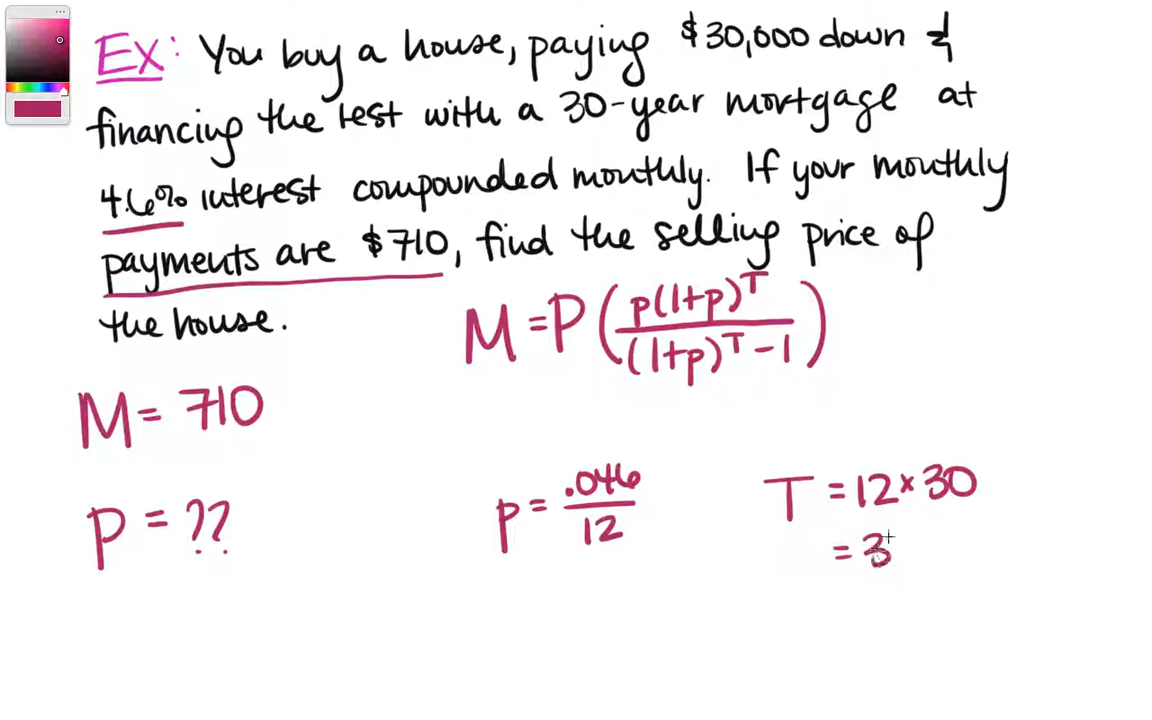 EX: You buy a house, paying $30,000 down &
financing the rest with a 30-year mortgage at
4.6% interest compounded monthly. If your monthly
payments are $710, find the selling price of
the house.
M = P ( p(1+p)^T / (1+p)^T - 1 )
M = 710
P = ??
p = .046 / 12
T = 12 × 30
= 3